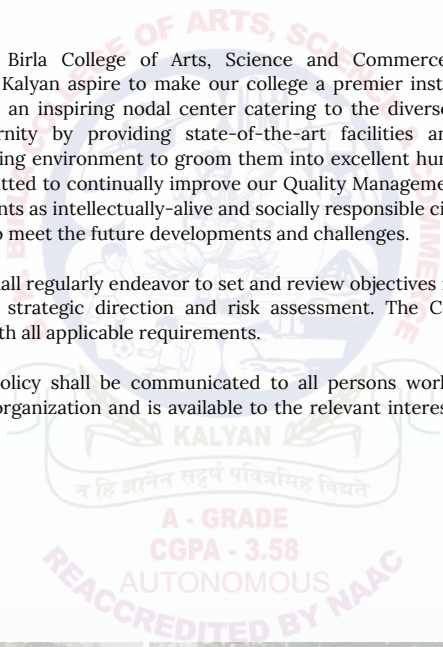 OF ARTS, SC
Birla College of Arts, Science and Commerce
Kalyan aspire to make our college a premier inst
an inspiring nodal center catering to the diverse
rnity by providing state-of-the-art facilities an
ing environment to groom them into excellent hum
tted to continually improve our Quality Manageme
nts as intellectually-alive and socially responsible ci
o meet the future developments and challenges.
all regularly endeavor to set and review objectives
strategic direction and risk assessment. The C
th all applicable requirements.
olicy shall be communicated to all persons work
organization and is available to the relevant interes
KALYAN
न हि ज्ञानेन सदृषं पवित्रमिह विद्यते
A - GRADE
CGPA - 3.58
AUTONOMOUS
REACCREDITED BY NAAC